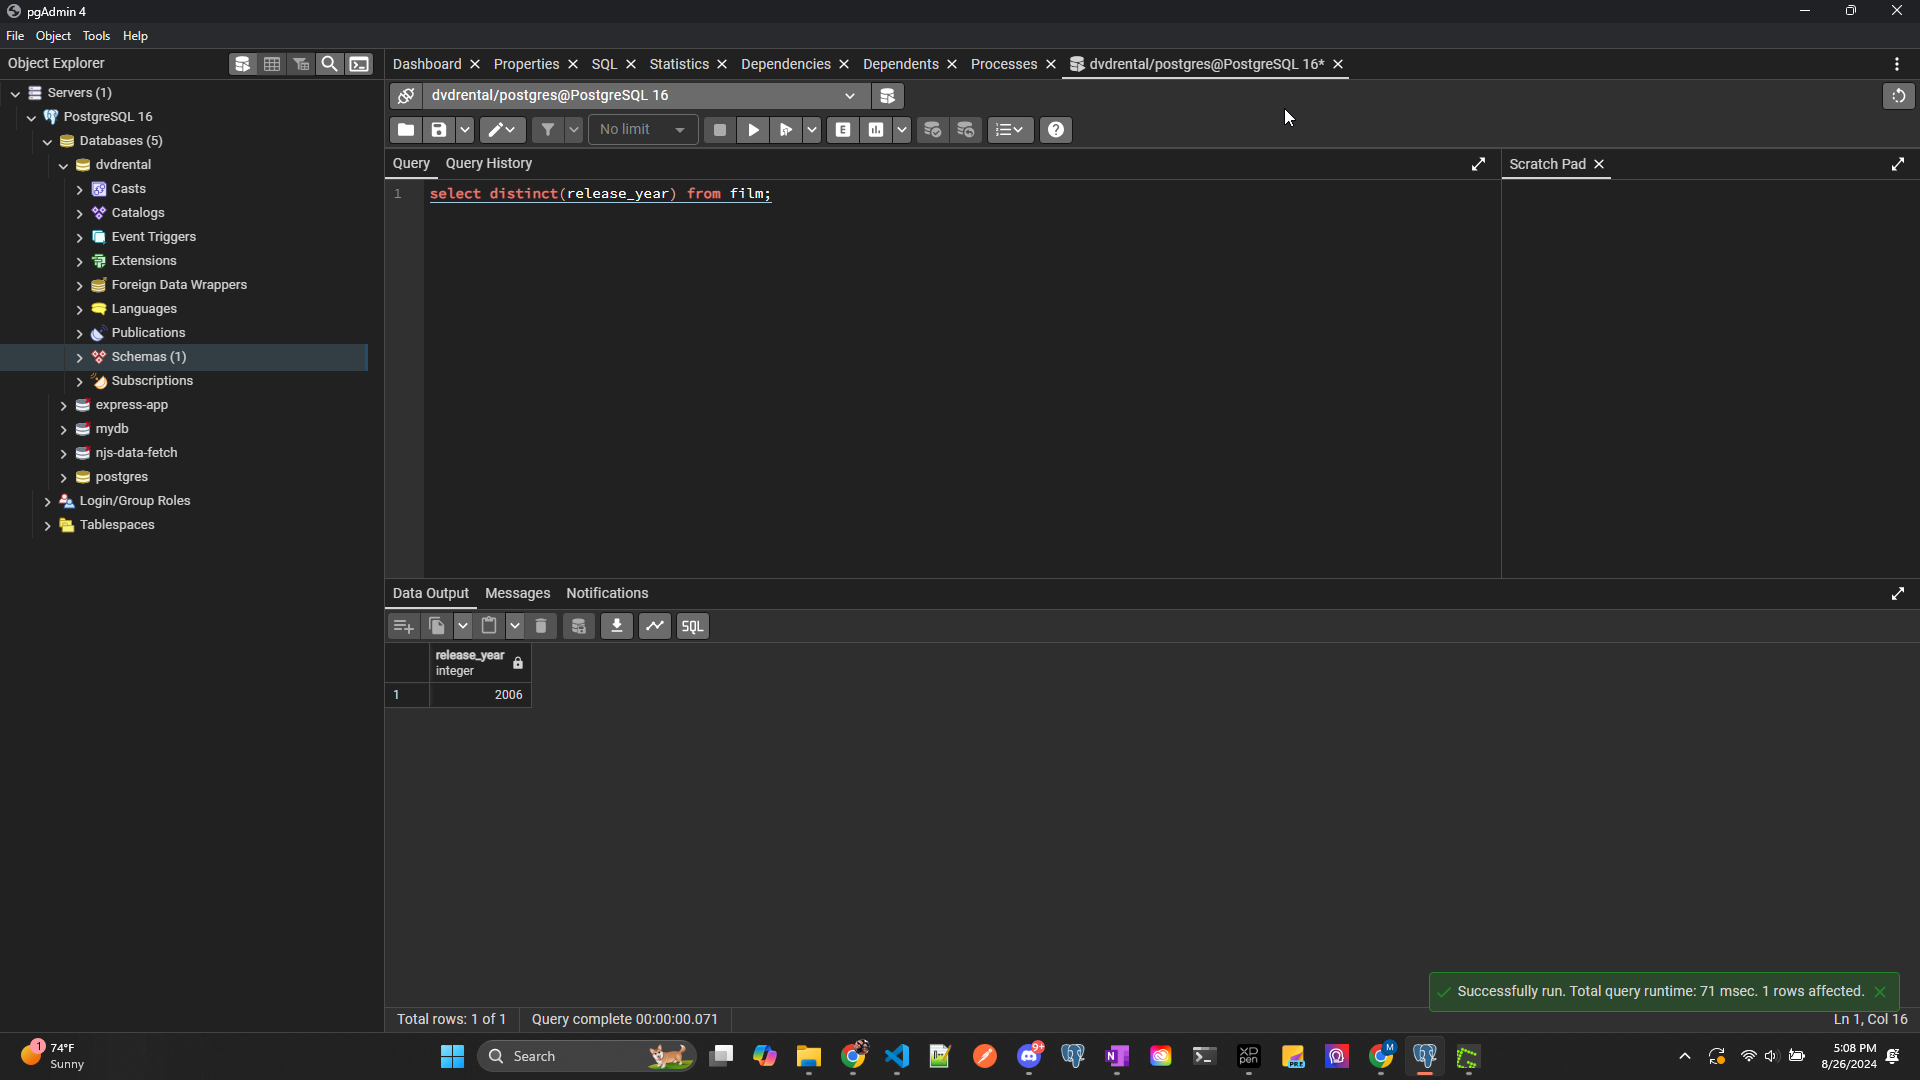 pgAdmin 4
File Object Tools Help
Object Explorer
Dashboard Properties SQL Statistics Dependencies Dependents Processes dvdrental/postgres@PostgreSQL 16*
Servers (1)
PostgreSQL 16
Databases (5)
dvdrental
Casts
Catalogs
Event Triggers
Extensions
Foreign Data Wrappers
Languages
Publications
Schemas (1)
Subscriptions
express-app
mydb
njs-data-fetch
postgres
Login/Group Roles
Tablespaces
dvdrental/postgres@PostgreSQL 16
No limit
E
Query Query History
Scratch Pad
1 select distinct(release_year) from film;
Data Output Messages Notifications
SQL
release_year
integer
1 2006
Successfully run. Total query runtime: 71 msec. 1 rows affected.
Total rows: 1 of 1 Query complete 00:00:00.071 Ln 1, Col 16
1
74°F
Sunny
Search
PRE
9+
N
XP
PEN
M
5:08 PM
8/26/2024